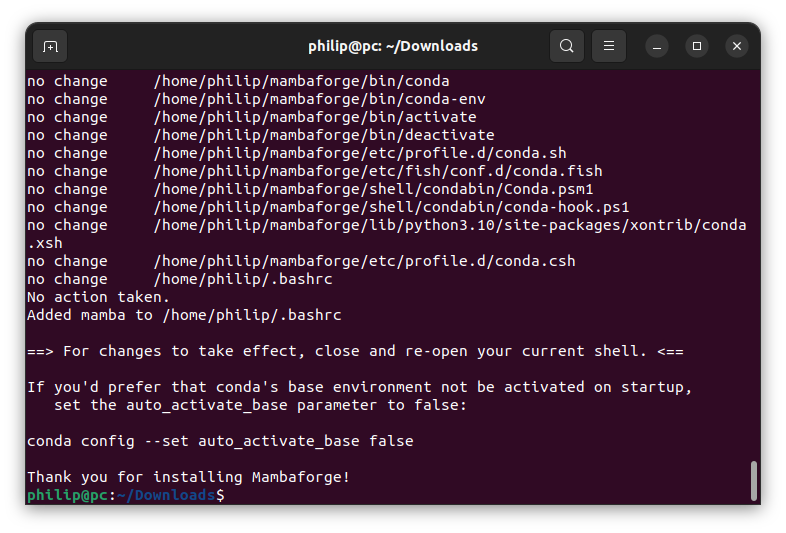 philip@pc: ~/Downloads
no change     /home/philip/mambaforge/bin/conda
no change     /home/philip/mambaforge/bin/conda-env
no change     /home/philip/mambaforge/bin/activate
no change     /home/philip/mambaforge/bin/deactivate
no change     /home/philip/mambaforge/etc/profile.d/conda.sh
no change     /home/philip/mambaforge/etc/fish/conf.d/conda.fish
no change     /home/philip/mambaforge/shell/condabin/Conda.psm1
no change     /home/philip/mambaforge/shell/condabin/conda-hook.ps1
no change     /home/philip/mambaforge/lib/python3.10/site-packages/xontrib/conda
.xsh
no change     /home/philip/mambaforge/etc/profile.d/conda.csh
no change     /home/philip/.bashrc
No action taken.
Added mamba to /home/philip/.bashrc

==> For changes to take effect, close and re-open your current shell. <==

If you'd prefer that conda's base environment not be activated on startup,
   set the auto_activate_base parameter to false:

conda config --set auto_activate_base false

Thank you for installing Mambaforge!
philip@pc:~/Downloads$